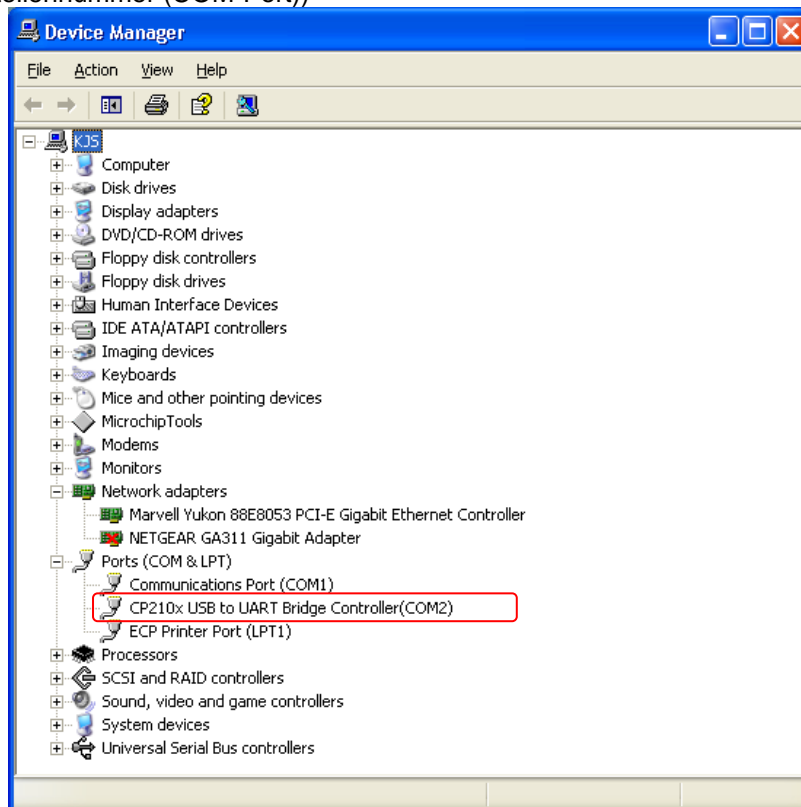 (COM Port))
Device Manager
File Action View Help
KJS
Computer
Disk drives
Display adapters
DVD/CD-ROM drives
Floppy disk controllers
Floppy disk drives
Human Interface Devices
IDE ATA/ATAPI controllers
Imaging devices
Keyboards
Mice and other pointing devices
MicrochipTools
Modems
Monitors
Network adapters
Marvell Yukon 88E8053 PCI-E Gigabit Ethernet Controller
NETGEAR GA311 Gigabit Adapter
Ports (COM & LPT)
Communications Port (COM1)
CP210x USB to UART Bridge Controller(COM2)
ECP Printer Port (LPT1)
Processors
SCSI and RAID controllers
Sound, video and game controllers
System devices
Universal Serial Bus controllers